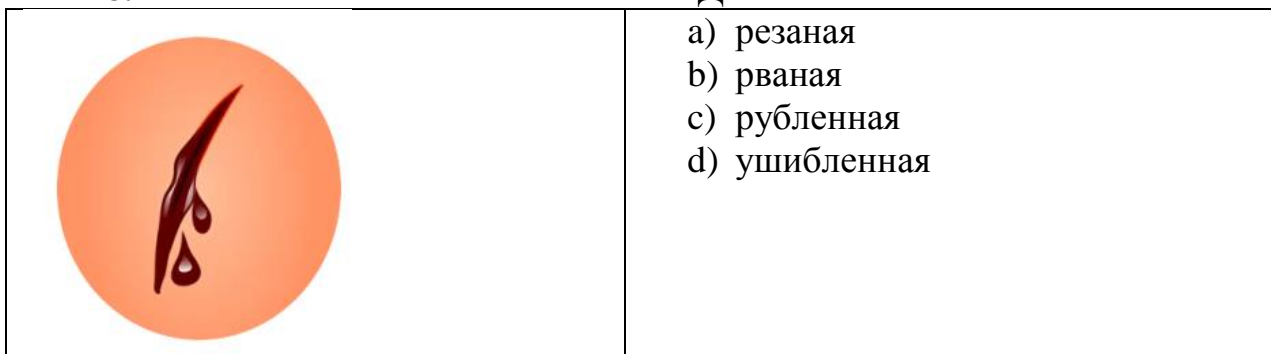 a) резаная
b) рваная
c) рубленная
d) ушибленная